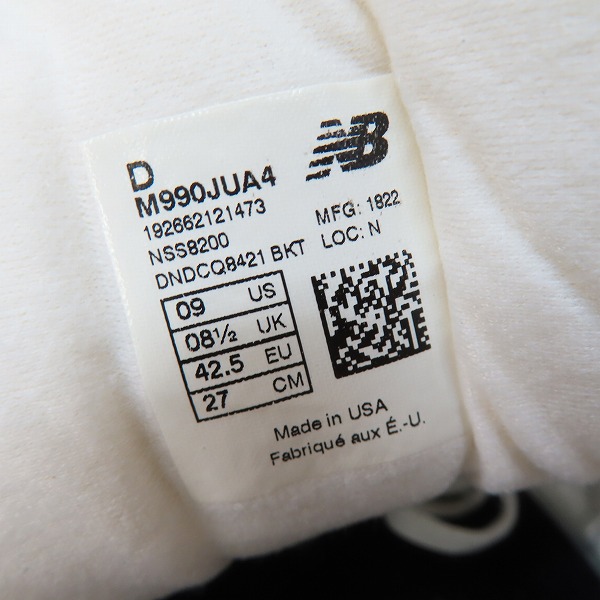 D
M990JUA4
192662121473
NSS8200
DNDCQ8421 BKT
NB
MFG: 1822
LOC: N
09 US
08½ UK
42.5 EU
27 CM
Made in USA
Fabriqué aux É.-U.